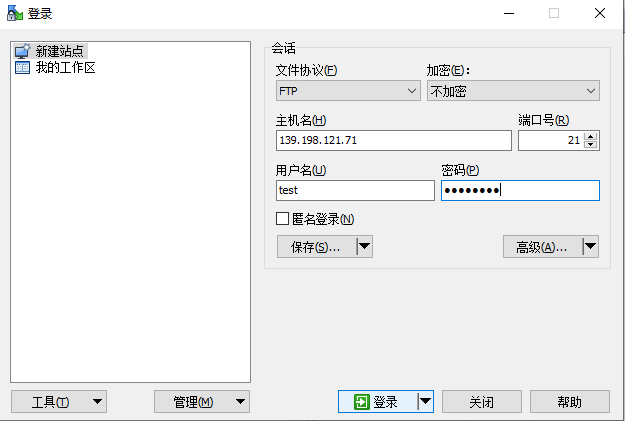 登录
新建站点
我的工作区
会话
文件协议(F) 加密(E):
FTP 不加密
主机名(H) 端口号(R)
139.198.121.71 21
用户名(U) 密码(P)
test ●●●●●●●●
匿名登录(N)
保存(S)... 高级(A)...
工具(T) 管理(M) 登录 关闭 帮助